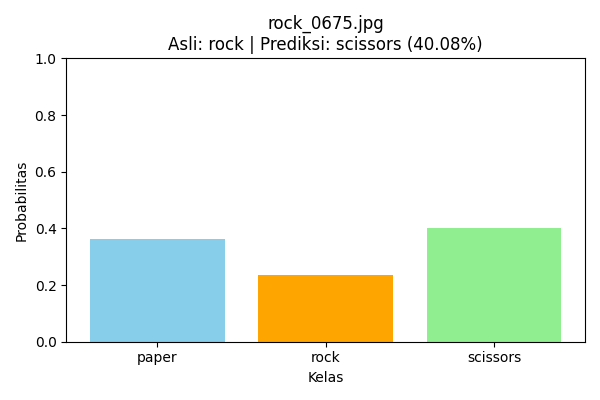 rock_0675.jpg
Asli: rock | Prediksi: scissors (40.08%)
1.0
0.8
0.6
0.4
0.2
0.0
Probabilitas
paper rock scissors
Kelas